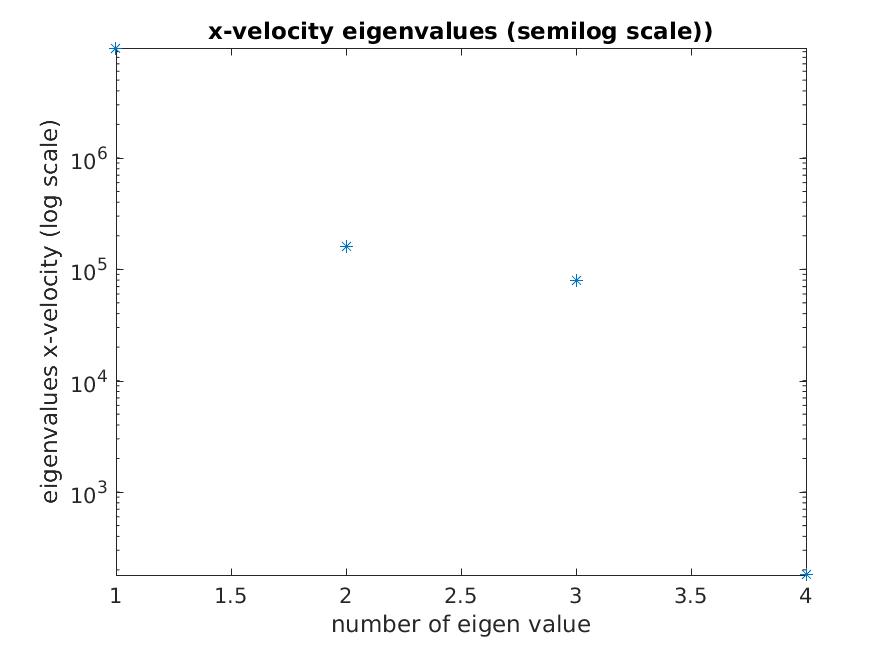 x-velocity eigenvalues (semilog scale))
eigenvalues x-velocity (log scale)
10^6
10^5
10^4
10^3
1 1.5 2 2.5 3 3.5 4
number of eigen value